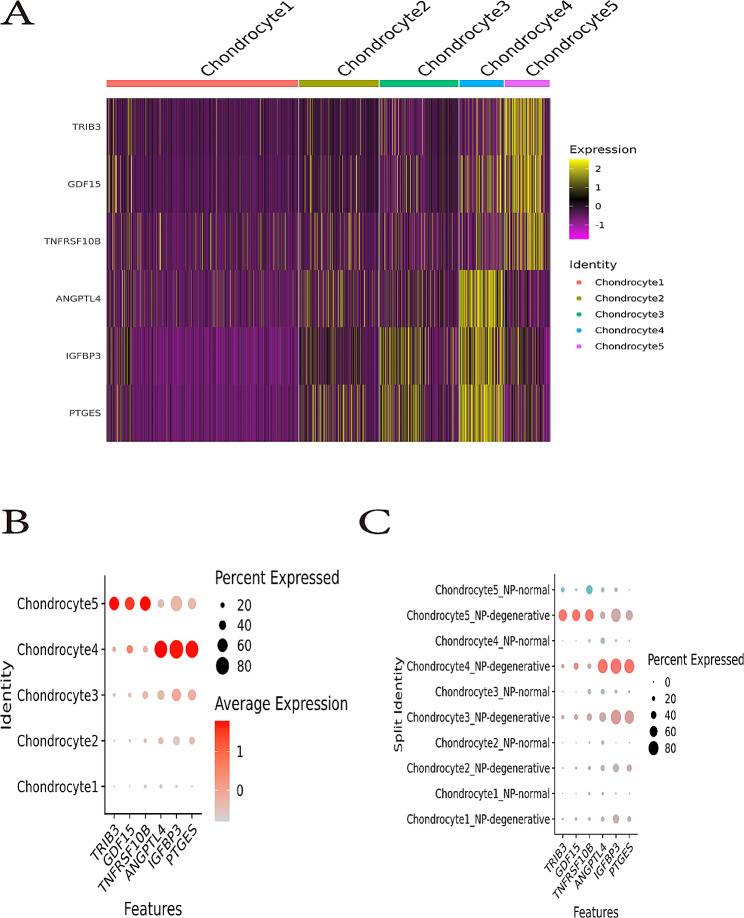 A
Chondrocyte1
Chondrocyte2
Chondrocyte3
Chondrocyte4
Chondrocyte5
TRIB3
GDF15
TNFRSF10B
ANGPTL4
IGFBP3
PTGES
Expression
2
1
0
-1
Identity
Chondrocyte1
Chondrocyte2
Chondrocyte3
Chondrocyte4
Chondrocyte5
B
Identity
Chondrocyte5
Chondrocyte4
Chondrocyte3
Chondrocyte2
Chondrocyte1
TRIB3
GDF15
TNFRSF10B
ANGPTL4
IGFBP3
PTGES
Features
Percent Expressed
20
40
60
80
Average Expression
1
0
C
Split Identity
Chondrocyte5_NP-normal
Chondrocyte5_NP-degenerative
Chondrocyte4_NP-normal
Chondrocyte4_NP-degenerative
Chondrocyte3_NP-normal
Chondrocyte3_NP-degenerative
Chondrocyte2_NP-normal
Chondrocyte2_NP-degenerative
Chondrocyte1_NP-normal
Chondrocyte1_NP-degenerative
TRIB3
GDF15
TNFRSF10B
ANGPTL4
IGFBP3
PTGES
Features
Percent Expressed
0
20
40
60
80